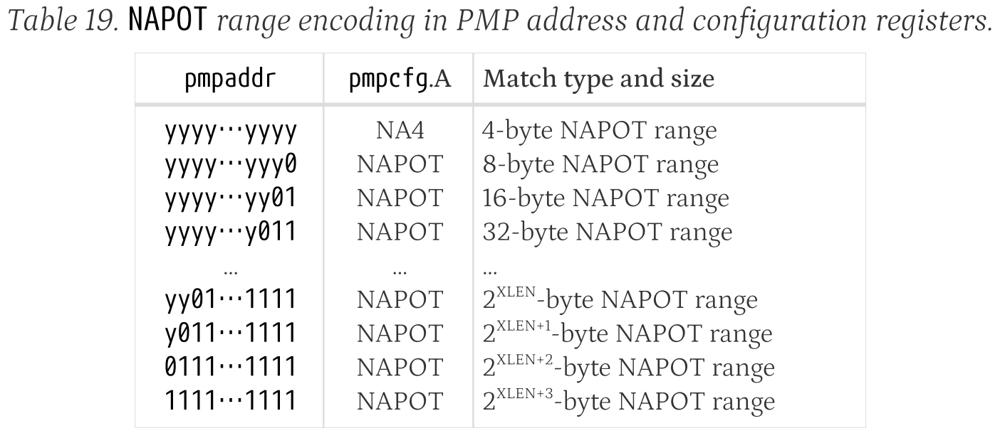 Table 19. NAPOT range encoding in PMP address and configuration registers.
pmpaddr pmpcfg.A Match type and size
yyyy···yyyy NA4 4-byte NAPOT range
yyyy···yyy0 NAPOT 8-byte NAPOT range
yyyy···yy01 NAPOT 16-byte NAPOT range
yyyy···y011 NAPOT 32-byte NAPOT range
... ... ...
yy01···1111 NAPOT 2^XLEN-byte NAPOT range
y011···1111 NAPOT 2^XLEN+1-byte NAPOT range
0111···1111 NAPOT 2^XLEN+2-byte NAPOT range
1111···1111 NAPOT 2^XLEN+3-byte NAPOT range